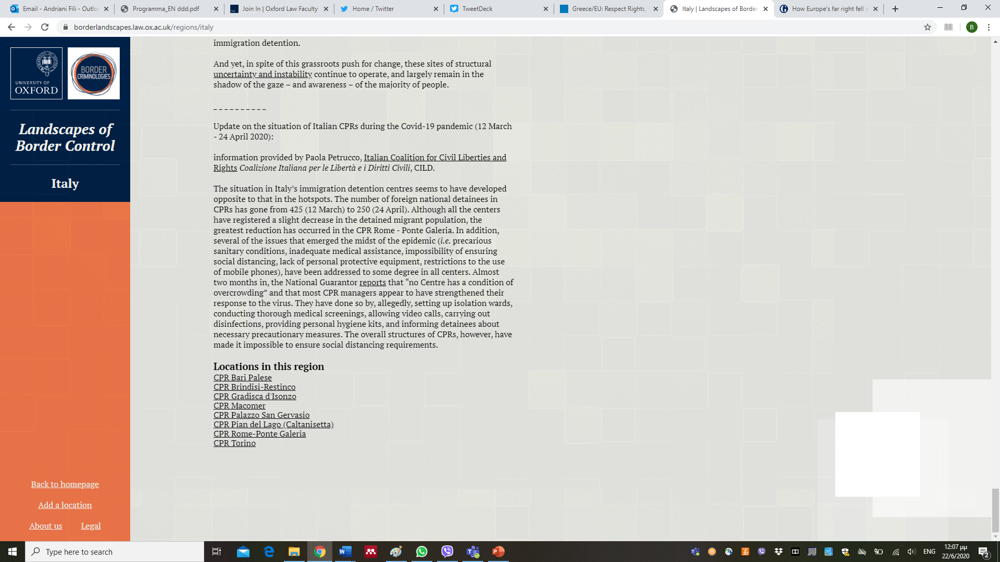 Email - Andriani Fili - Outlo
Programma_EN ddd.pdf
Join In | Oxford Law Faculty
Home / Twitter
TweetDeck
Greece/EU: Respect Rights,
Italy | Landscapes of Border
How Europe's far right fell i
borderlandscapes.law.ox.ac.uk/regions/italy
B
UNIVERSITY OF
OXFORD
BORDER
CRIMINOLOGIES
Landscapes of
Border Control
Italy
immigration detention.
And yet, in spite of this grassroots push for change, these sites of structural
uncertainty and instability continue to operate, and largely remain in the
shadow of the gaze – and awareness – of the majority of people.
_ _ _ _ _ _ _ _ _ _
Update on the situation of Italian CPRs during the Covid-19 pandemic (12 March
- 24 April 2020):
information provided by Paola Petrucco, Italian Coalition for Civil Liberties and
Rights Coalizione Italiana per le Libertà e i Diritti Civili, CILD.
The situation in Italy’s immigration detention centres seems to have developed
opposite to that in the hotspots. The number of foreign national detainees in
CPRs has gone from 425 (12 March) to 250 (24 April). Although all the centers
have registered a slight decrease in the detained migrant population, the
greatest reduction has occurred in the CPR Rome - Ponte Galeria. In addition,
several of the issues that emerged the midst of the epidemic (i.e. precarious
sanitary conditions, inadequate medical assistance, impossibility of ensuring
social distancing, lack of personal protective equipment, restrictions to the use
of mobile phones), have been addressed to some degree in all centers. Almost
two months in, the National Guarantor reports that “no Centre has a condition of
overcrowding” and that most CPR managers appear to have strengthened their
response to the virus. They have done so by, allegedly, setting up isolation wards,
conducting thorough medical screenings, allowing video calls, carrying out
disinfections, providing personal hygiene kits, and informing detainees about
necessary precautionary measures. The overall structures of CPRs, however, have
made it impossible to ensure social distancing requirements.
Locations in this region
CPR Bari Palese
CPR Brindisi-Restinco
CPR Gradisca d'Isonzo
CPR Macomer
CPR Palazzo San Gervasio
CPR Pian del Lago (Caltanisetta)
CPR Rome-Ponte Galeria
CPR Torino
Back to homepage
Add a location
About us
Legal
Type here to search
ENG
12:07 μμ
22/6/2020
2